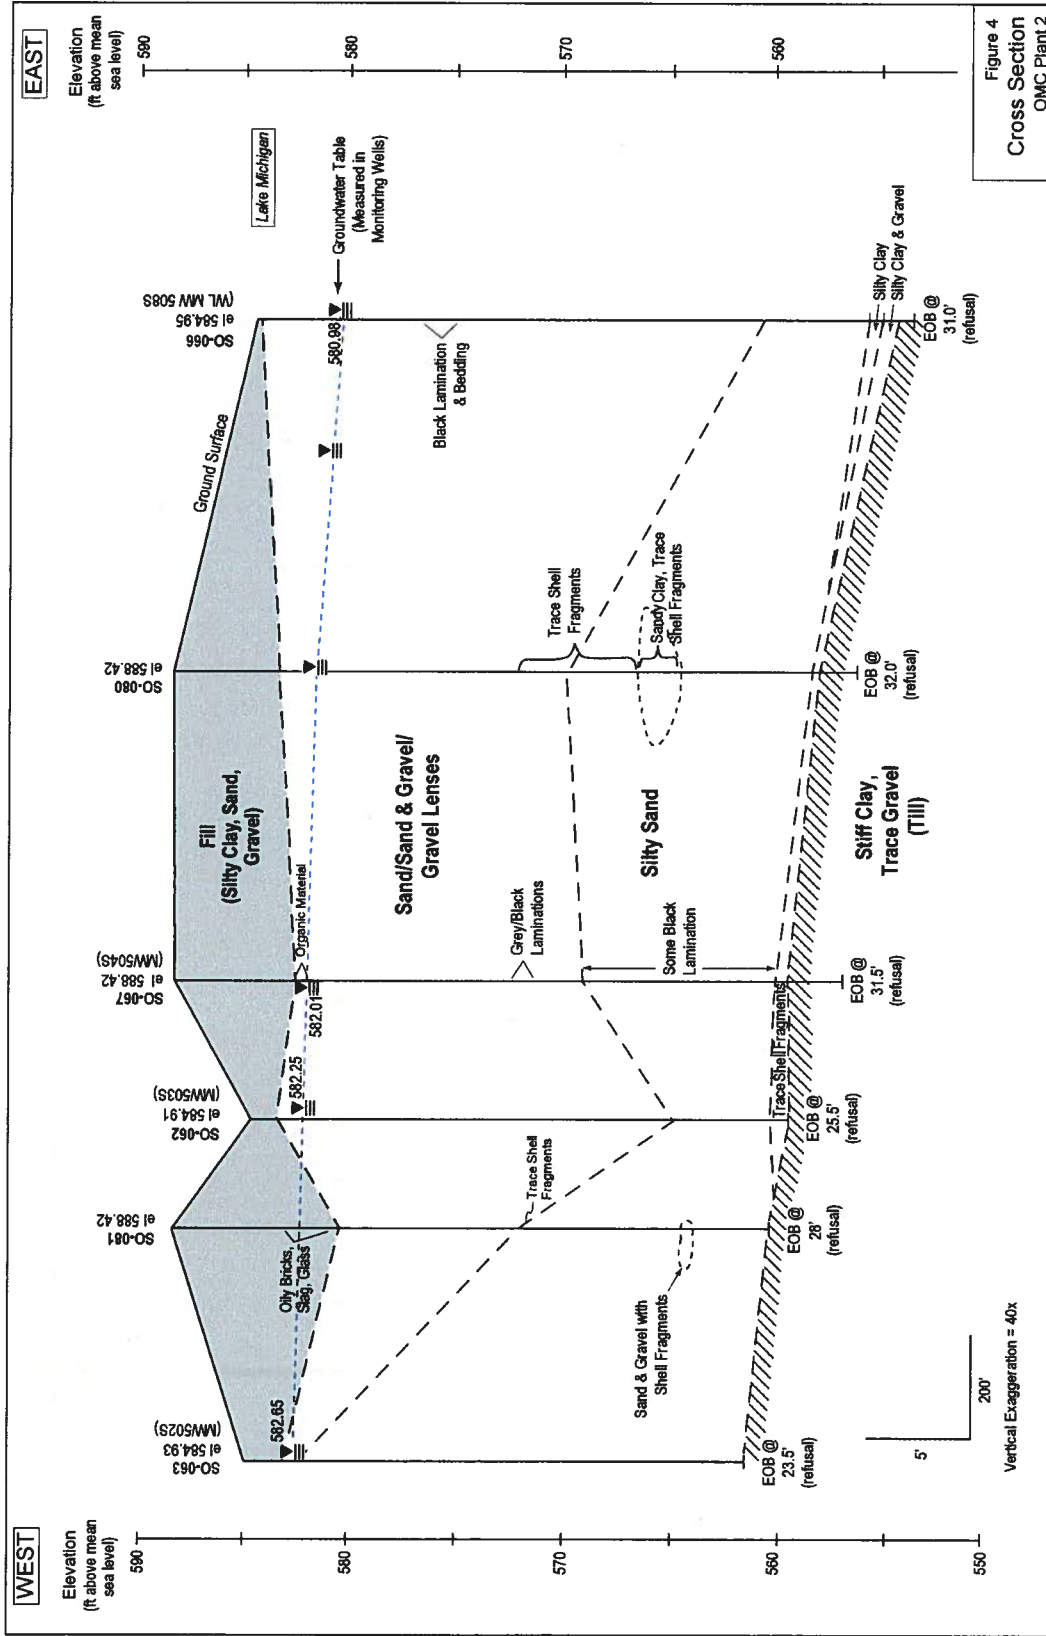 WEST
Elevation
(ft above mean
sea level)
590
580
570
560
550
SO-063
el 584.93
(MW502S)
582.65
EOB @
23.5'
(refusal)
SO-081
el 588.42
Oily Bricks,
Slag, Glass
Trace Shell
Fragments
Sand & Gravel with
Shell Fragments
EOB @
28'
(refusal)
SO-062
el 584.91
(MW503S)
582.25
EOB @
25.5'
(refusal)
Trace Shell Fragments
SO-067
el 588.42
(MW504S)
582.01
Organic Material
Grey/Black
Laminations
Some Black
Lamination
EOB @
31.5'
(refusal)
Fill
(Silty Clay, Sand,
Gravel)
Sand/Sand & Gravel/
Gravel Lenses
Silty Sand
Stiff Clay,
Trace Gravel
(Till)
SO-080
el 588.42
Trace Shell
Fragments
Sandy Clay, Trace
Shell Fragments
EOB @
32.0'
(refusal)
Ground Surface
SO-066
el 584.95
(WL MW 508S)
580.98
Black Lamination
& Bedding
Silty Clay
Silty Clay & Gravel
EOB @
31.0'
(refusal)
Lake Michigan
Groundwater Table
(Measured in
Monitoring Wells)
EAST
Elevation
(ft above mean
sea level)
590
580
570
560
5'
200'
Vertical Exaggeration = 40x
Figure 4
Cross Section
OMC Plant 2